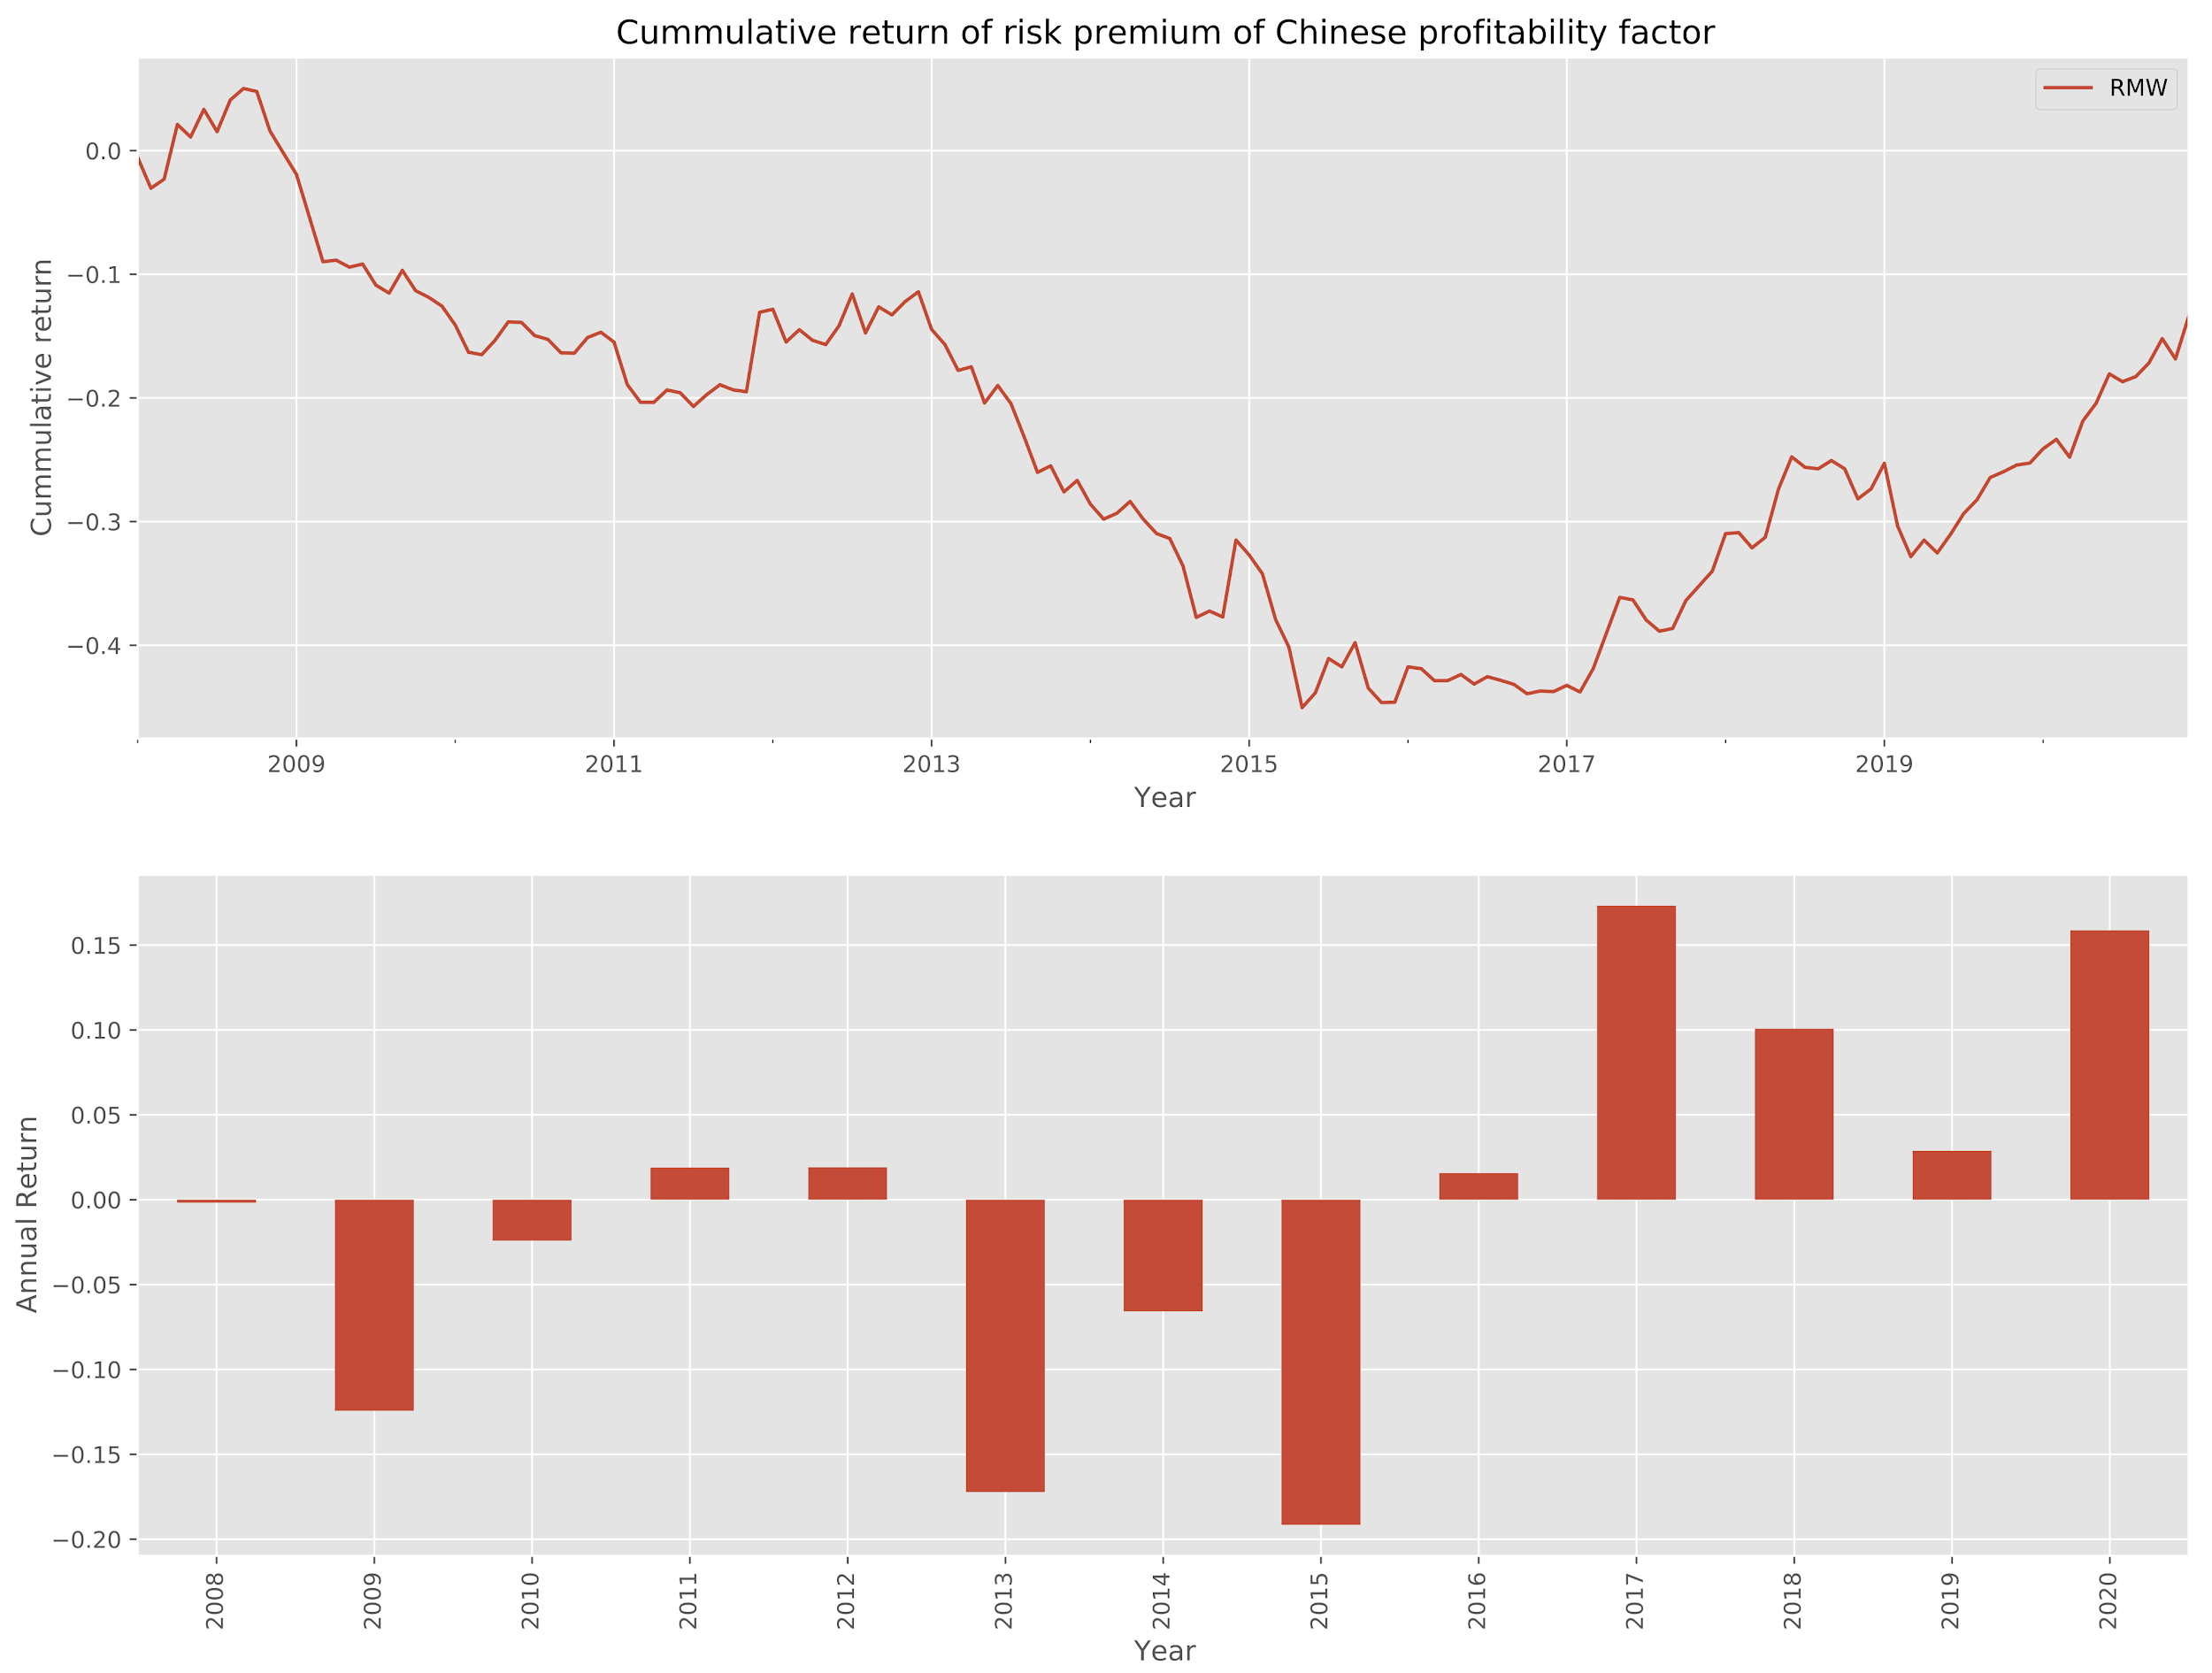 Cummulative return of risk premium of Chinese profitability factor
RMW
Cummulative return
0.0
−0.1
−0.2
−0.3
−0.4
2009 2011 2013 2015 2017 2019
Year
Annual Return
0.15
0.10
0.05
0.00
−0.05
−0.10
−0.15
−0.20
2008 2009 2010 2011 2012 2013 2014 2015 2016 2017 2018 2019 2020
Year